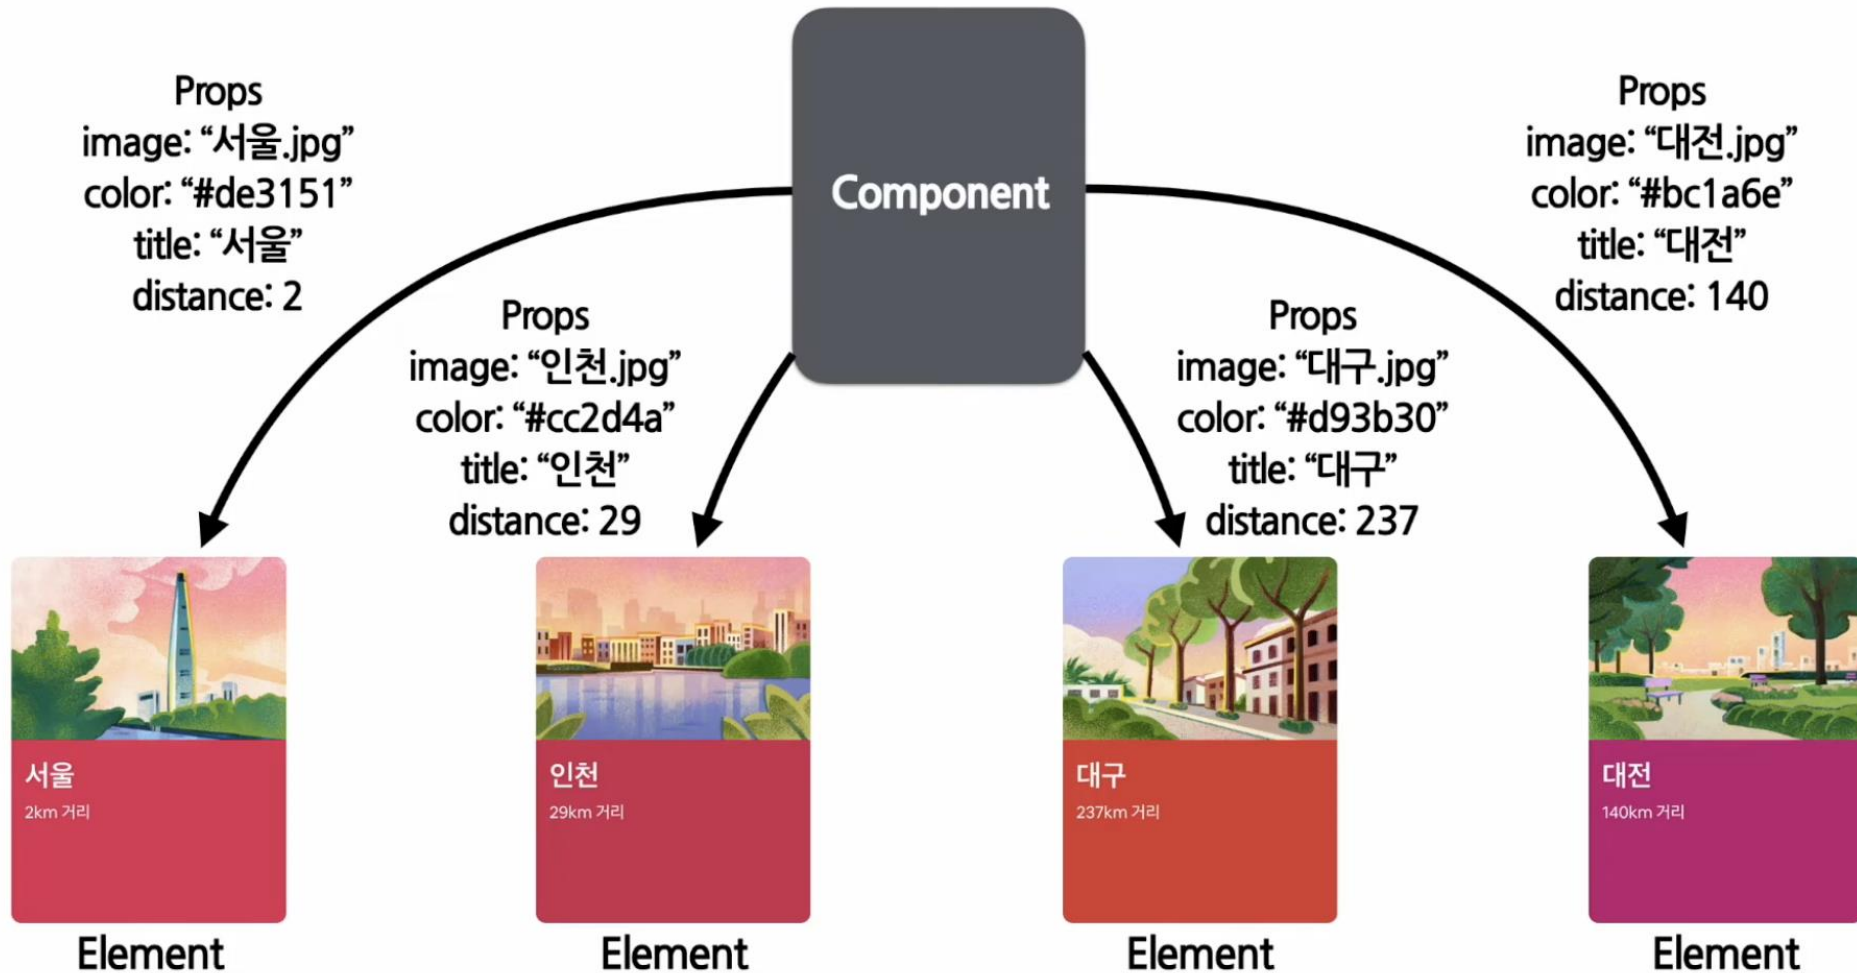 Component
Props
image: “서울.jpg”
color: “#de3151”
title: “서울”
distance: 2
Props
image: “인천.jpg”
color: “#cc2d4a”
title: “인천”
distance: 29
Props
image: “대구.jpg”
color: “#d93b30”
title: “대구”
distance: 237
Props
image: “대전.jpg”
color: “#bc1a6e”
title: “대전”
distance: 140
서울
2km 거리
Element
인천
29km 거리
Element
대구
237km 거리
Element
대전
140km 거리
Element